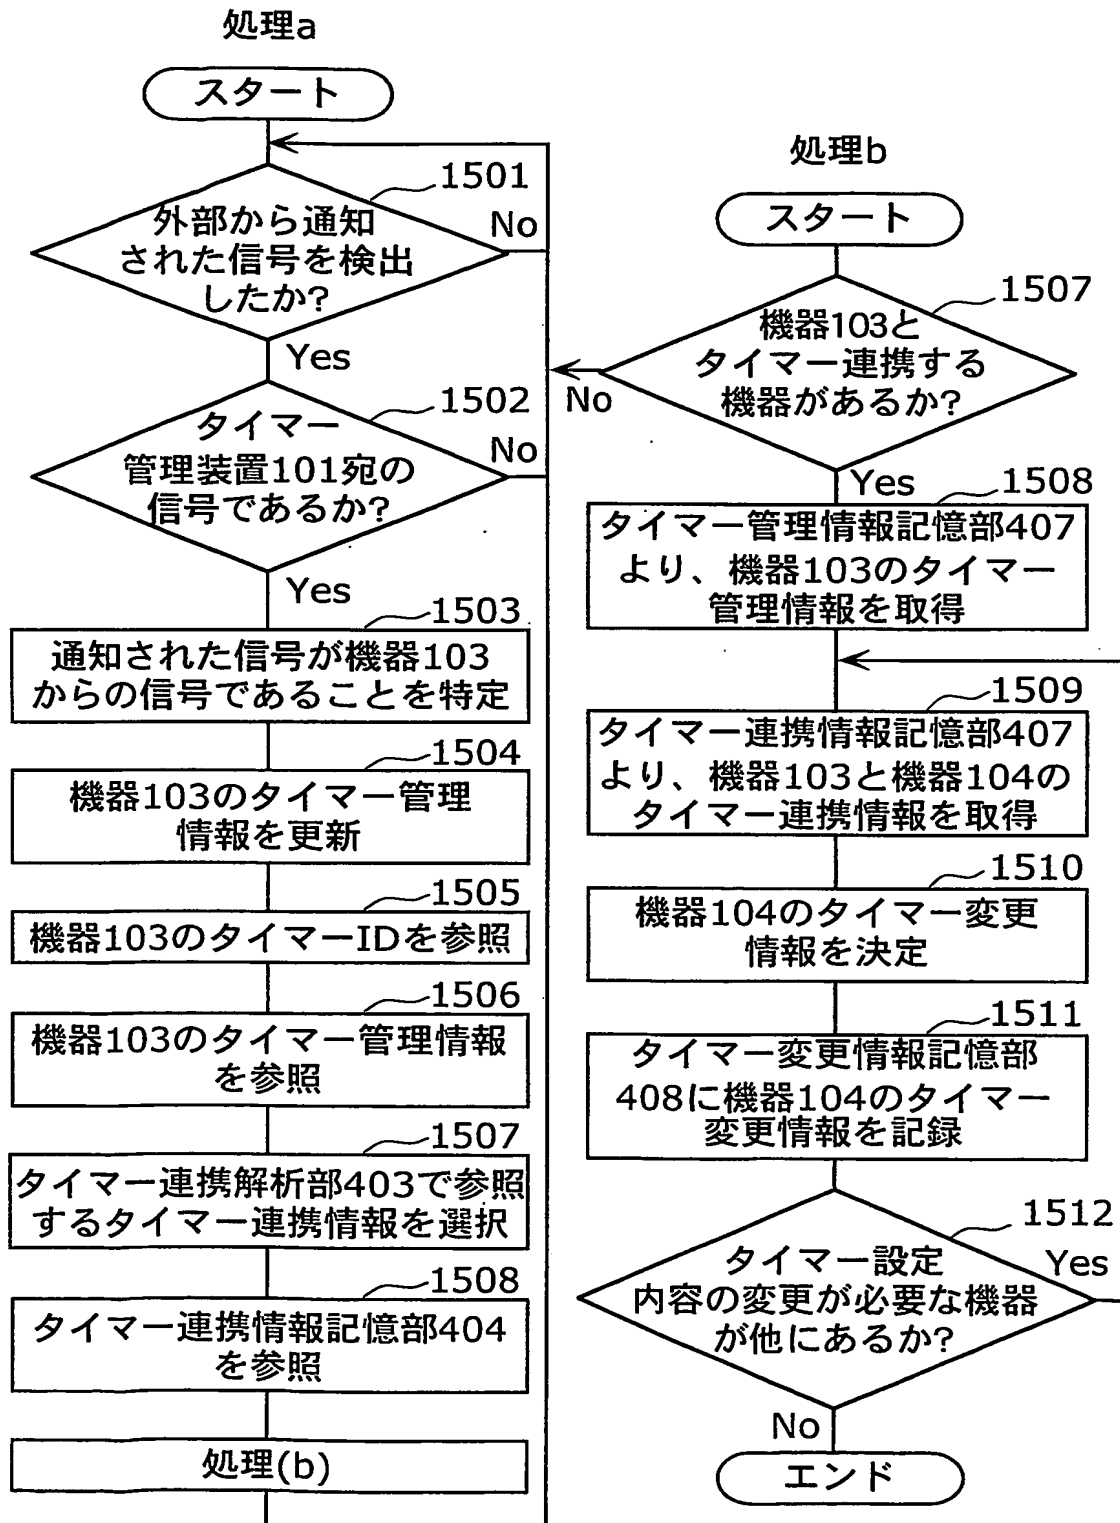 処理a
スタート
1501
外部から通知
された信号を検出
したか?
No
Yes
1502
タイマー
管理装置101宛の
信号であるか?
No
Yes
1503
通知された信号が機器103
からの信号であることを特定
1504
機器103のタイマー管理
情報を更新
1505
機器103のタイマーIDを参照
1506
機器103のタイマー管理情報
を参照
1507
タイマー連携解析部403で参照
するタイマー連携情報を選択
1508
タイマー連携情報記憶部404
を参照
処理(b)
処理b
スタート
1507
機器103と
タイマー連携する
機器があるか?
No
Yes
1508
タイマー管理情報記憶部407
より、機器103のタイマー
管理情報を取得
1509
タイマー連携情報記憶部407
より、機器103と機器104の
タイマー連携情報を取得
1510
機器104のタイマー変更
情報を決定
1511
タイマー変更情報記憶部
408に機器104のタイマー
変更情報を記録
1512
タイマー設定
内容の変更が必要な機器
が他にあるか?
Yes
No
エンド